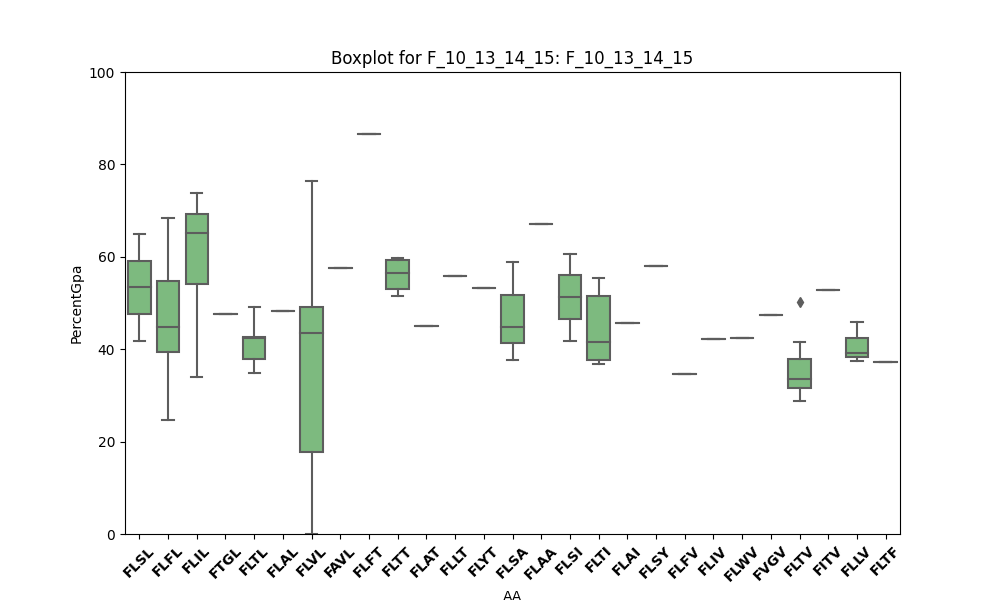 Boxplot for F_10_13_14_15: F_10_13_14_15
PercentGpa
100
80
60
40
20
0
FLSL FLFL FLIL FTGL FLTL FLAL FLVL FAVL FLFT FLTT FLAT FLLT FLYT FLSA FLAA FLSI FLTI FLAI FLSY FLFV FLIV FLWV FVGV FLTV FITV FLLV FLTF
AA